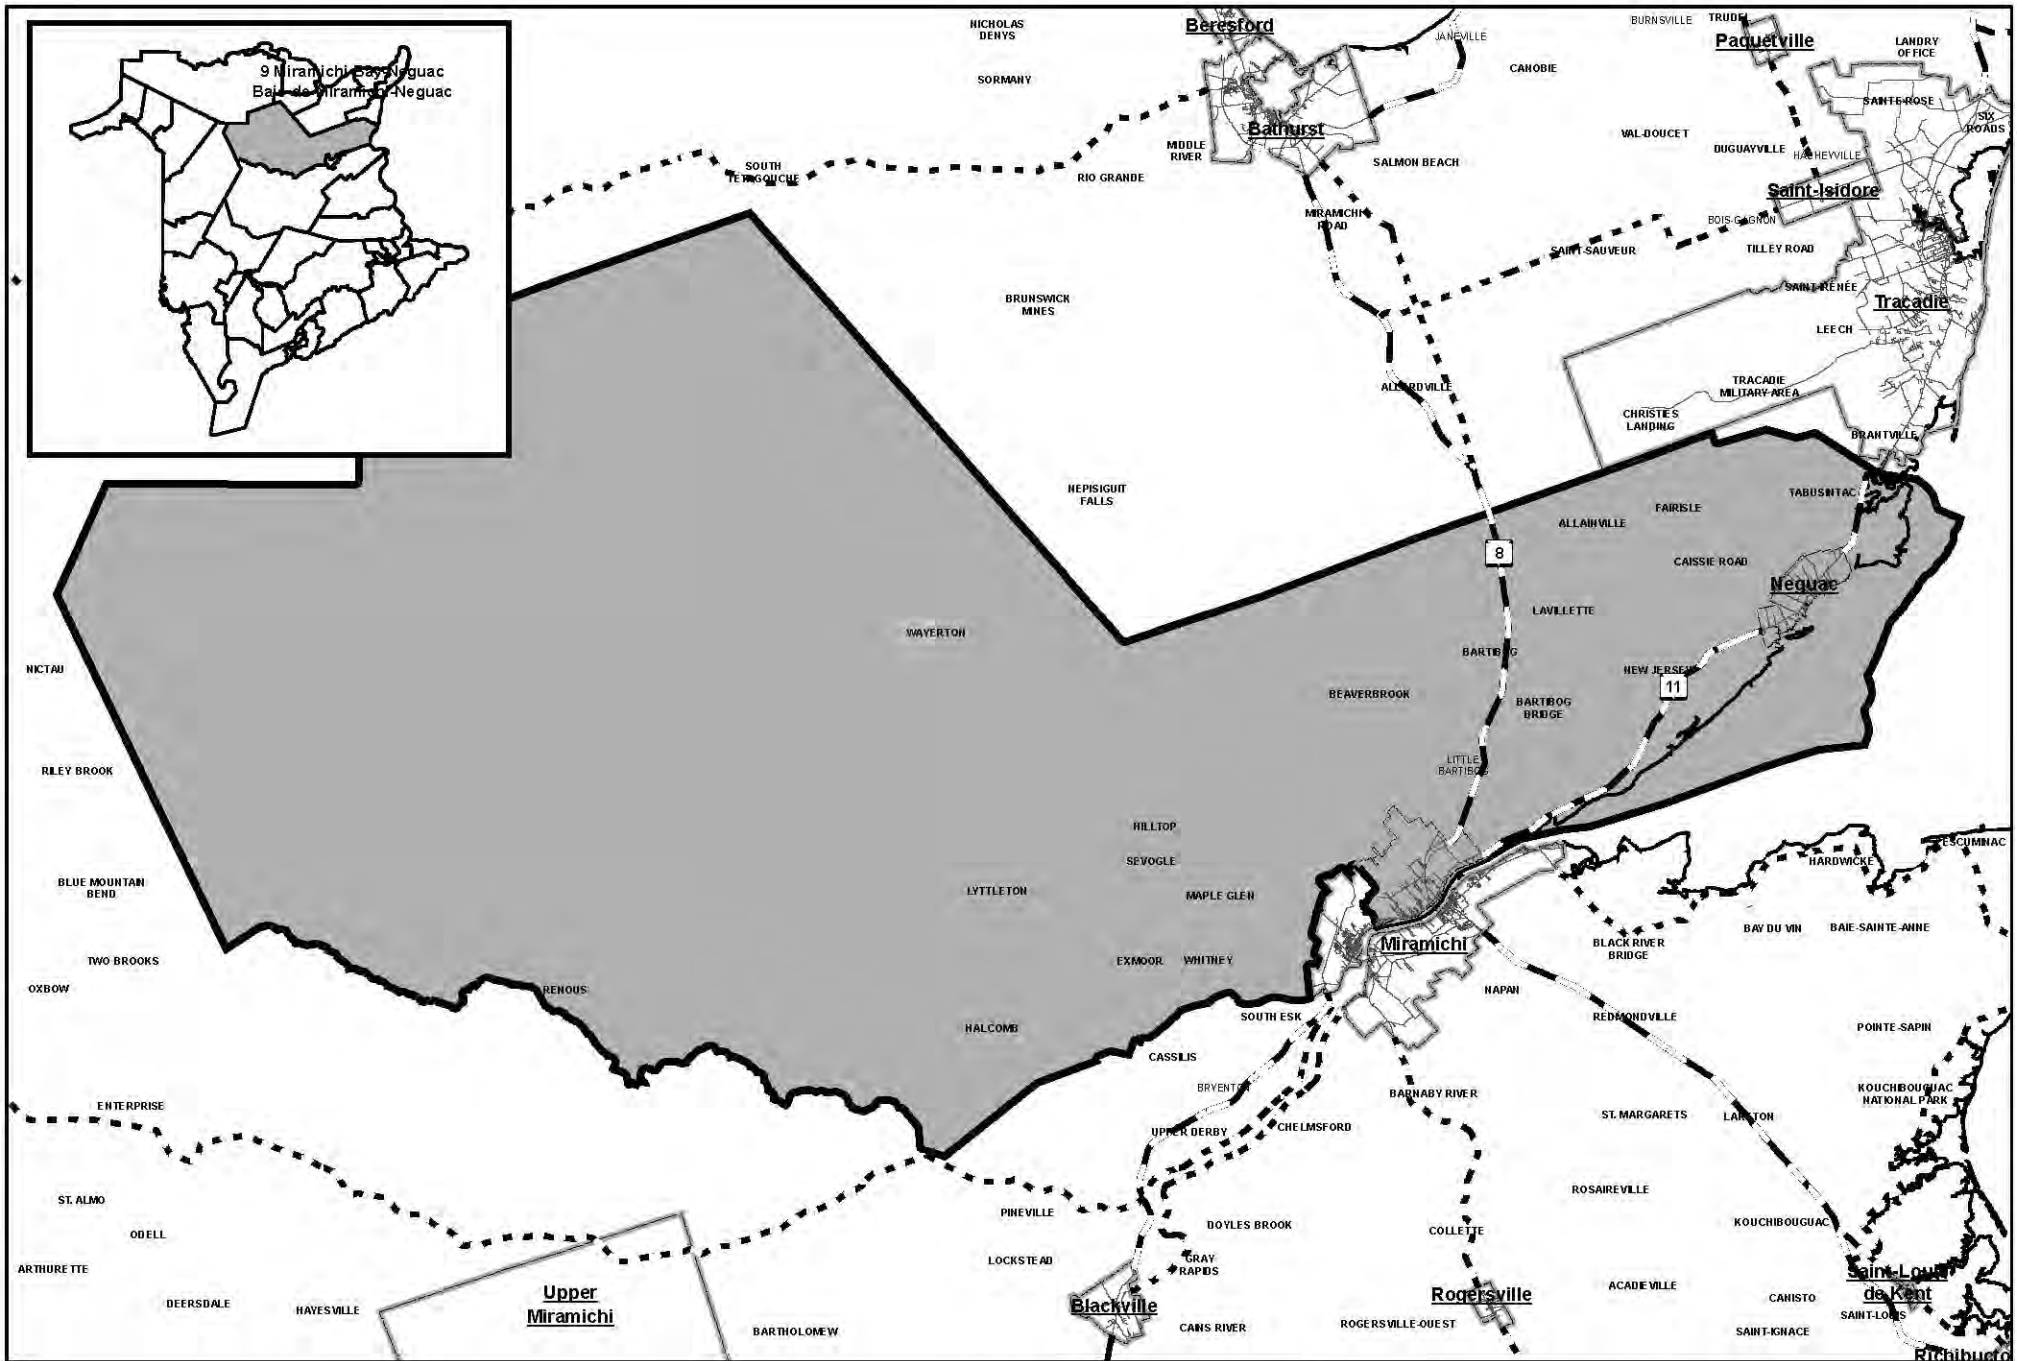 9 Miramichi Bay-Neguac
Baie-de-Miramichi-Neguac
NICHOLAS
DENYS
Beresford
JANEVILLE
BURNSVILLE
TRUDEL
Paquetville
LANDRY
OFFICE
SORMANY
CANOBIE
SAINTE-ROSE
SIX
ROADS
Bathurst
MIDDLE
RIVER
SALMON BEACH
VAL-DOUCET
DUGUAYVILLE
HACHEYVILLE
SOUTH
TETAGOUCHE
RIO GRANDE
Saint-Isidore
MIRAMICHI
ROAD
BOIS-GAGNON
SAINT-SAUVEUR
TILLEY ROAD
BRUNSWICK
MINES
SAINT-RENÉE
Tracadie
LEECH
ALLARDVILLE
TRACADIE
MILITARY AREA
CHRISTIES
LANDING
BRANTVILLE
NEPISIGUIT
FALLS
TABUSINTAC
FAIRISLE
ALLAINVILLE
8
CAISSIE ROAD
Neguac
LAVILLETTE
WAYERTON
BARTIBOG
NICTAU
NEW JERSEY
11
BEAVERBROOK
BARTIBOG
BRIDGE
RILEY BROOK
LITTLE
BARTIBOG
HILLTOP
SEVOGLE
ESCUMINAC
HARDWICKE
BLUE MOUNTAIN
BEND
LYTTLETON
MAPLE GLEN
BAY DU VIN
BAIE-SAINTE-ANNE
Miramichi
BLACK RIVER
BRIDGE
TWO BROOKS
EXMOOR
WHITNEY
OXBOW
RENOUS
NAPAN
SOUTH ESK
REDMONDVILLE
HALCOMB
POINTE-SAPIN
CASSILIS
BRYENTON
BARNABY RIVER
KOUCHIBOUGUAC
NATIONAL PARK
ENTERPRISE
ST. MARGARETS
LAKETON
UPPER DERBY
CHELMSFORD
ST. ALMO
ROSAIREVILLE
PINEVILLE
DOYLES BROOK
KOUCHIBOUGUAC
ODELL
COLLETTE
LOCKSTEAD
GRAY
RAPIDS
ARTHURETTE
Saint-Louis
de Kent
ACADIEVILLE
Upper
Miramichi
Rogersville
CANISTO
DEERSDALE
HAYESVILLE
Blackville
SAINT-LOUIS
CAINS RIVER
ROGERSVILLE-OUEST
BARTHOLOMEW
SAINT-IGNACE
Richibucto